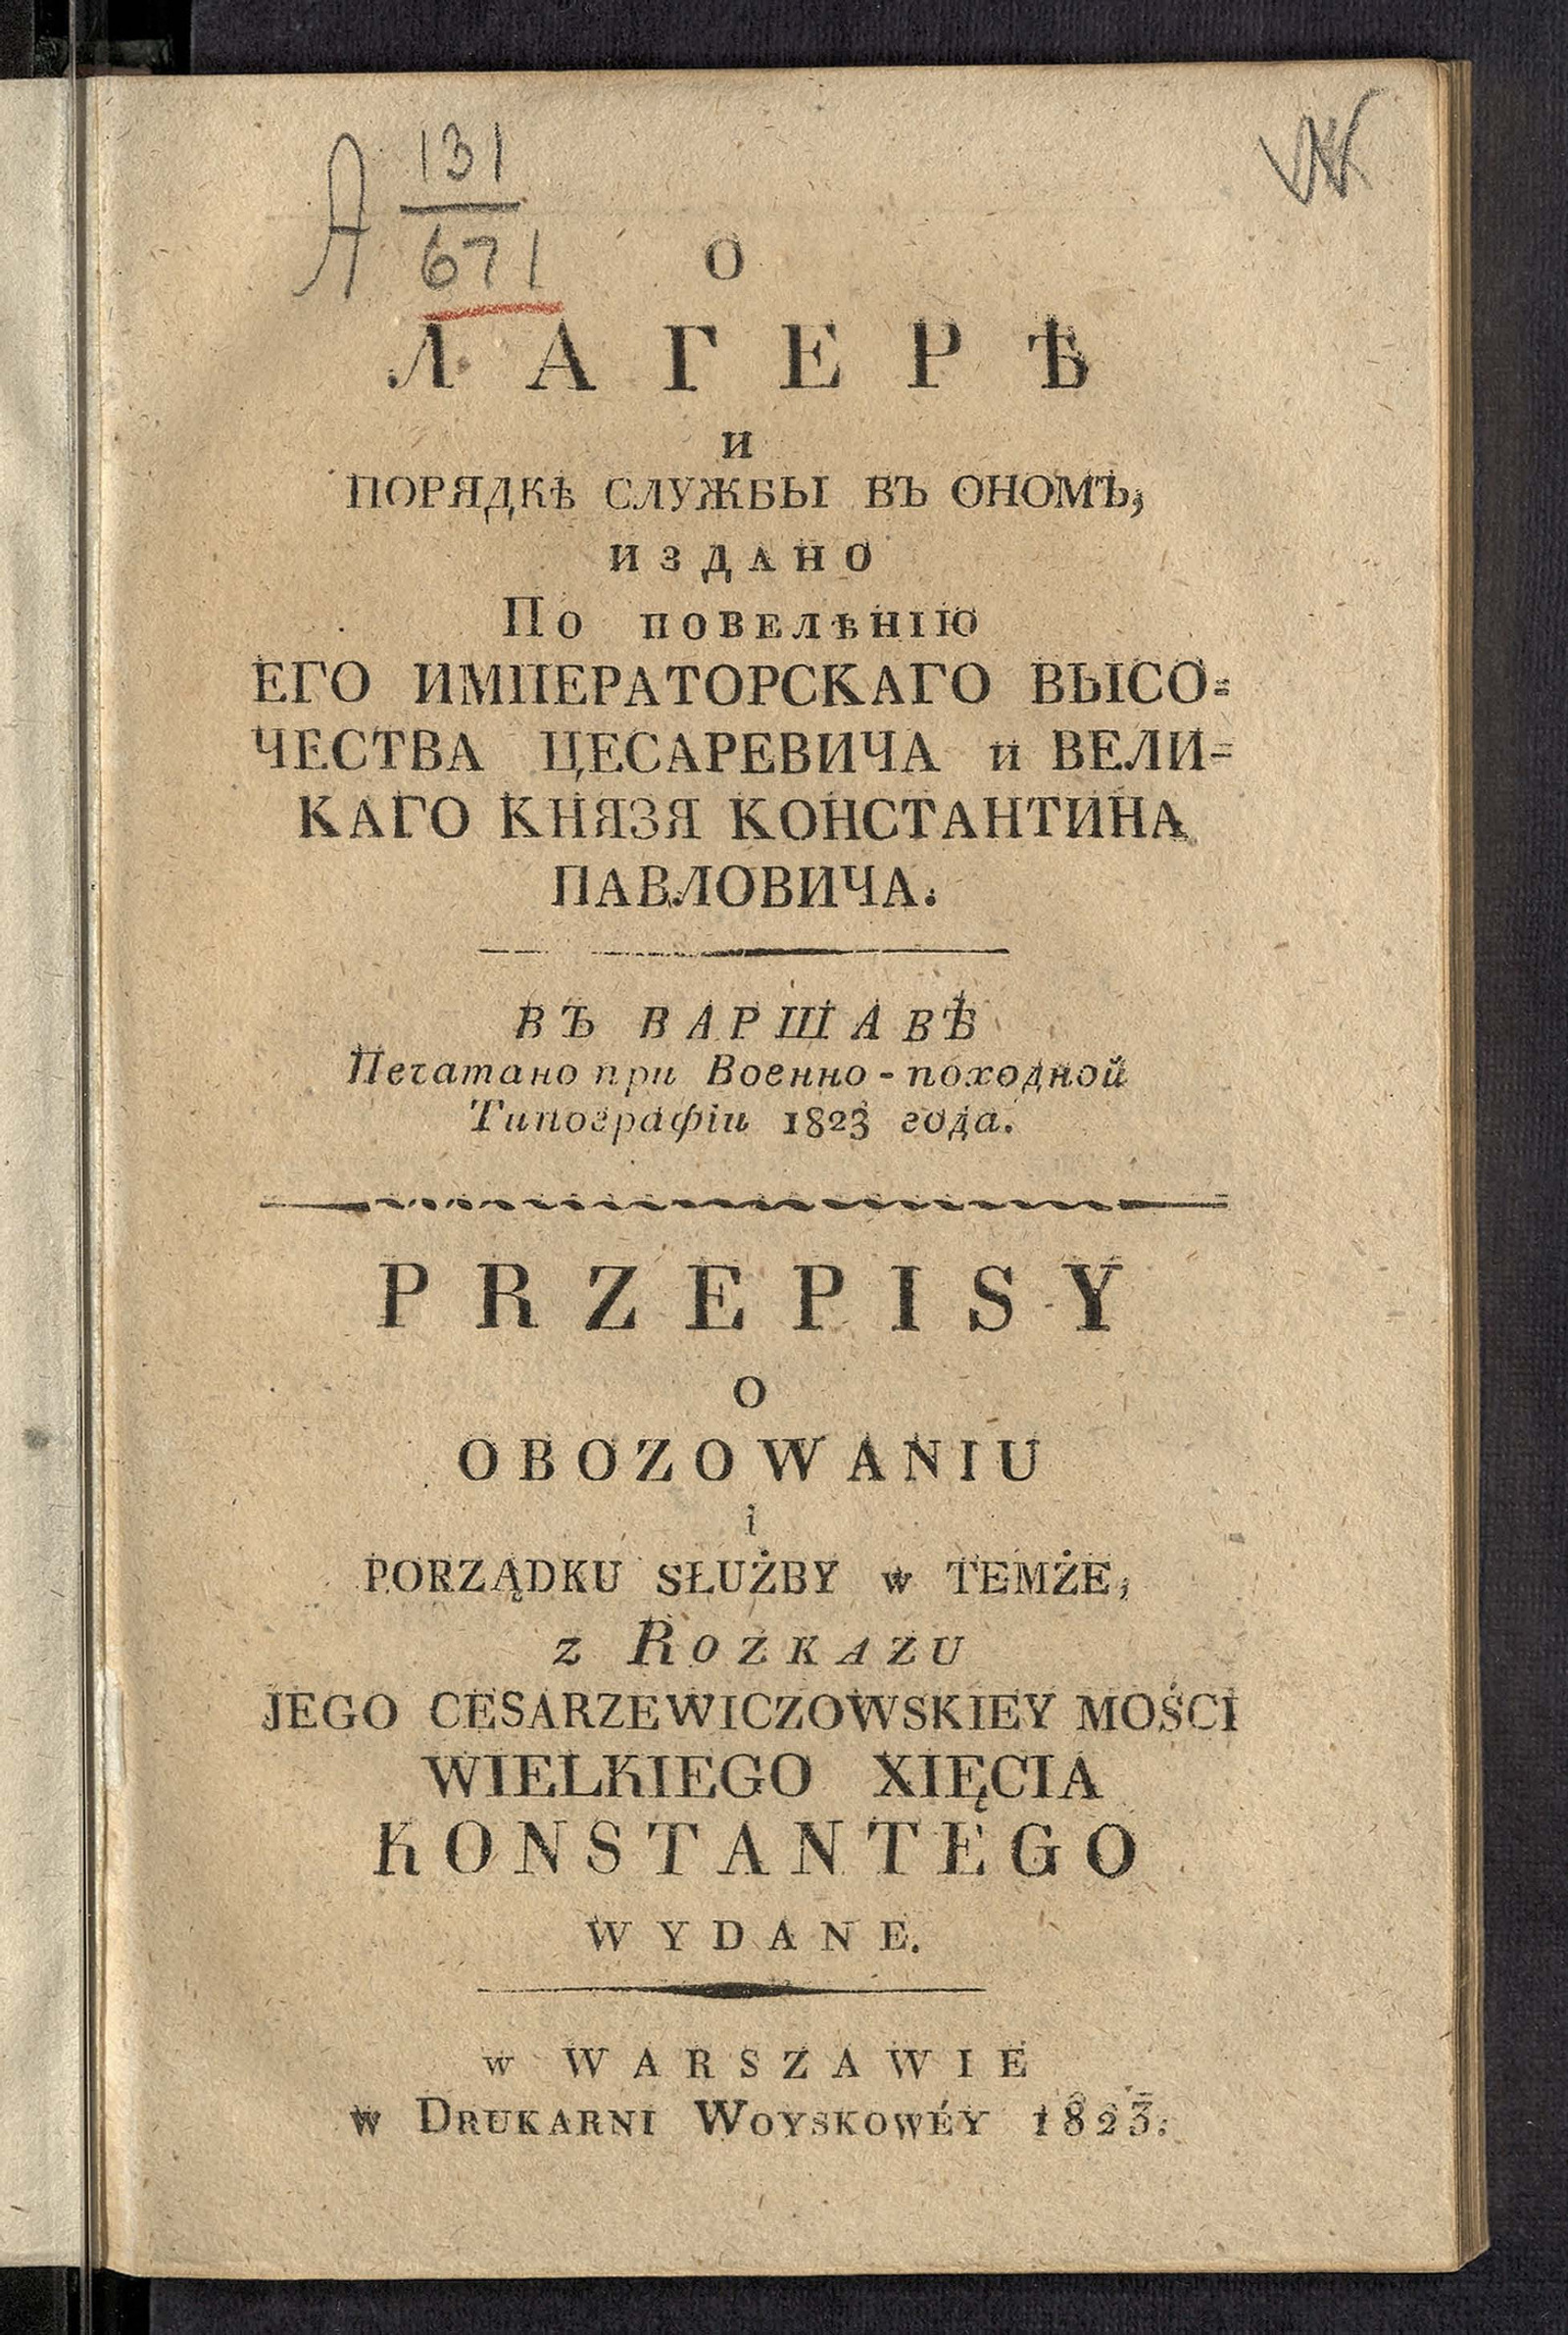 А 131
671
О
ЛАГЕРѢ
И
ПОРЯДКѢ СЛУЖБЫ ВЪ ОНОМЪ,
ИЗДАНО
По повелѣнію
ЕГО ИМПЕРАТОРСКАГО ВЫСО=
ЧЕСТВА ЦЕСАРЕВИЧА и ВЕЛИ=
КАГО КНЯЗЯ КОНСТАНТИНА
ПАВЛОВИЧА.
ВЪ ВАРШАВѢ
Печатано при Военно-походной
Типографіи 1823 года.
PRZEPISY
O
OBOZOWANIU
i
PORZĄDKU SŁUŻBY w TEMŻE,
z ROZKAZU
JEGO CESARZEWICZOWSKIEY MOŚCI
WIELKIEGO XIĘCIA
KONSTANTEGO
WYDANE.
w WARSZAWIE
w DRUKARNI WOYSKOWÉY 1823.